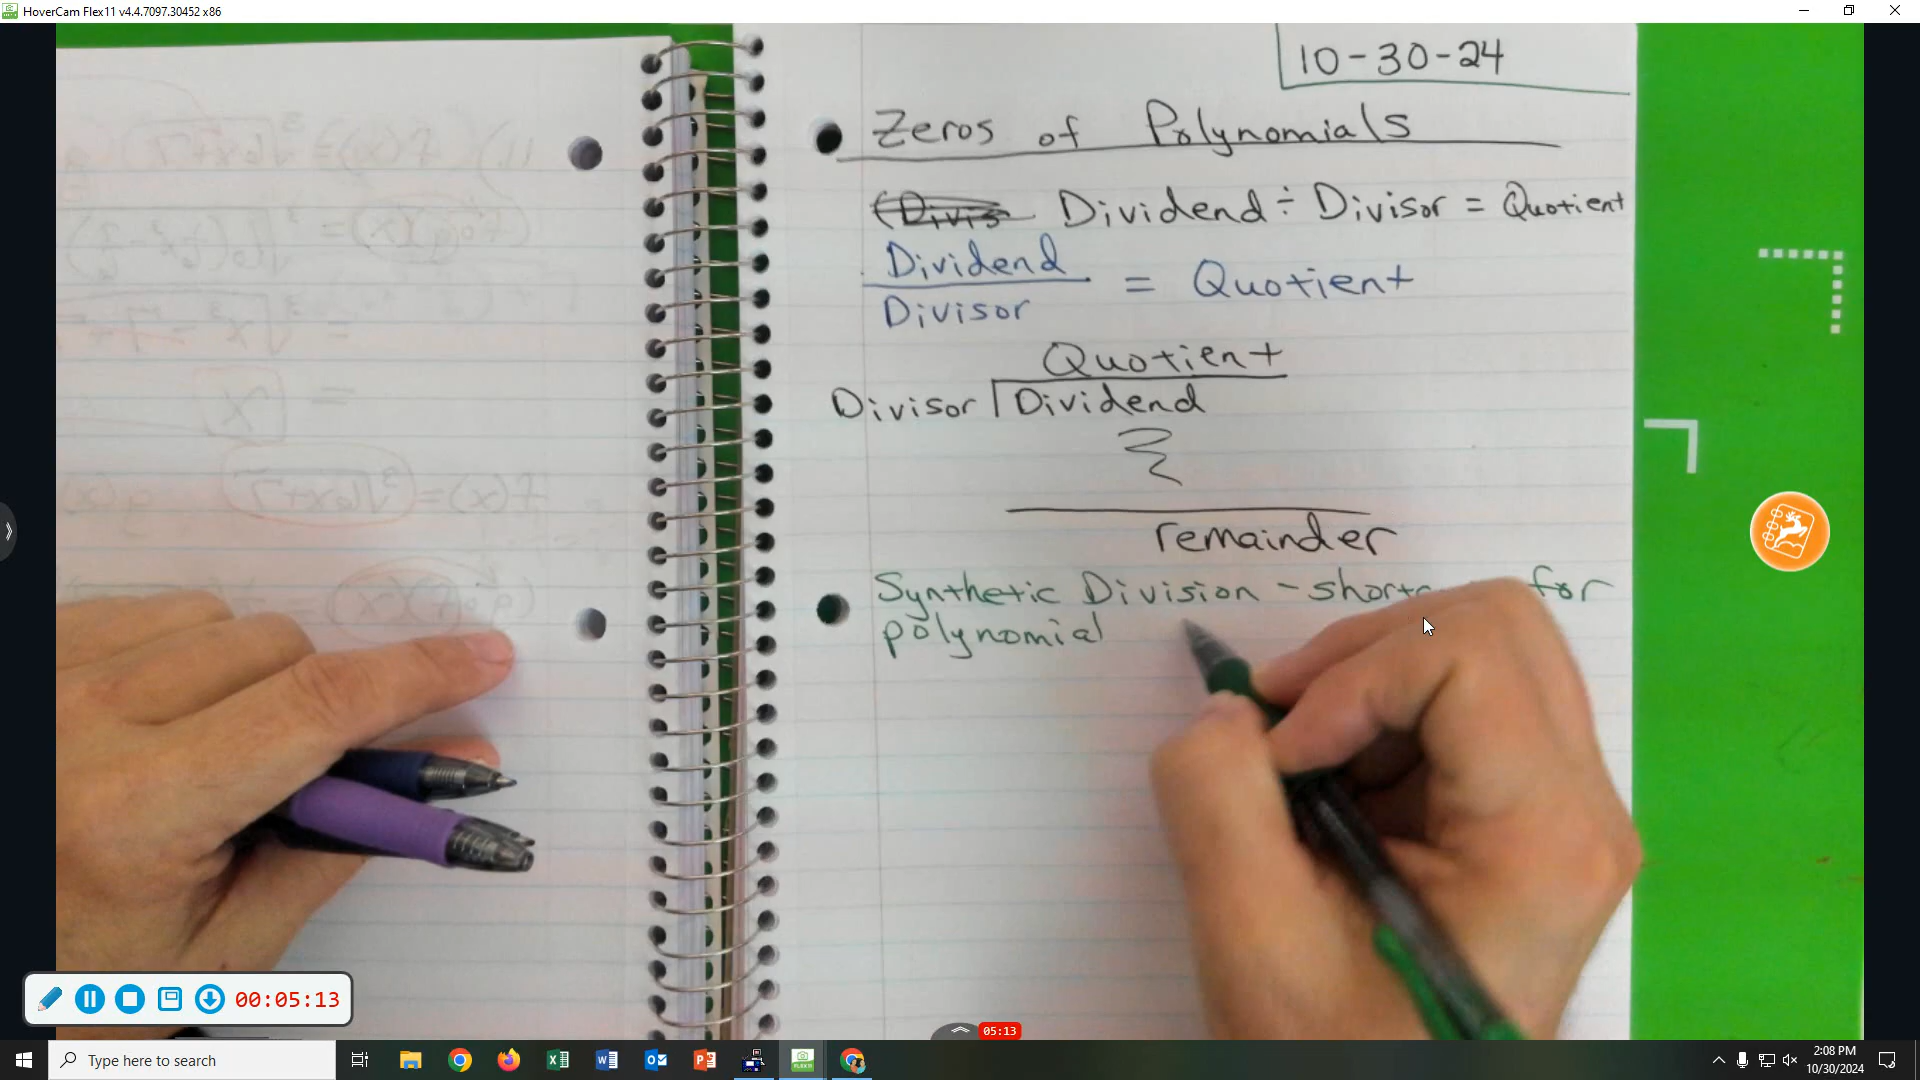 HoverCam Flex11 v4.4.7097.30452 x86
10-30-24
Zeros of Polynomials
Dividend ÷ Divisor = Quotient
Dividend
Divisor
= Quotient
Quotient
Divisor Dividend
remainder
Synthetic Division - for
polynomial
00:05:13
05:13
Type here to search
2:08 PM
10/30/2024